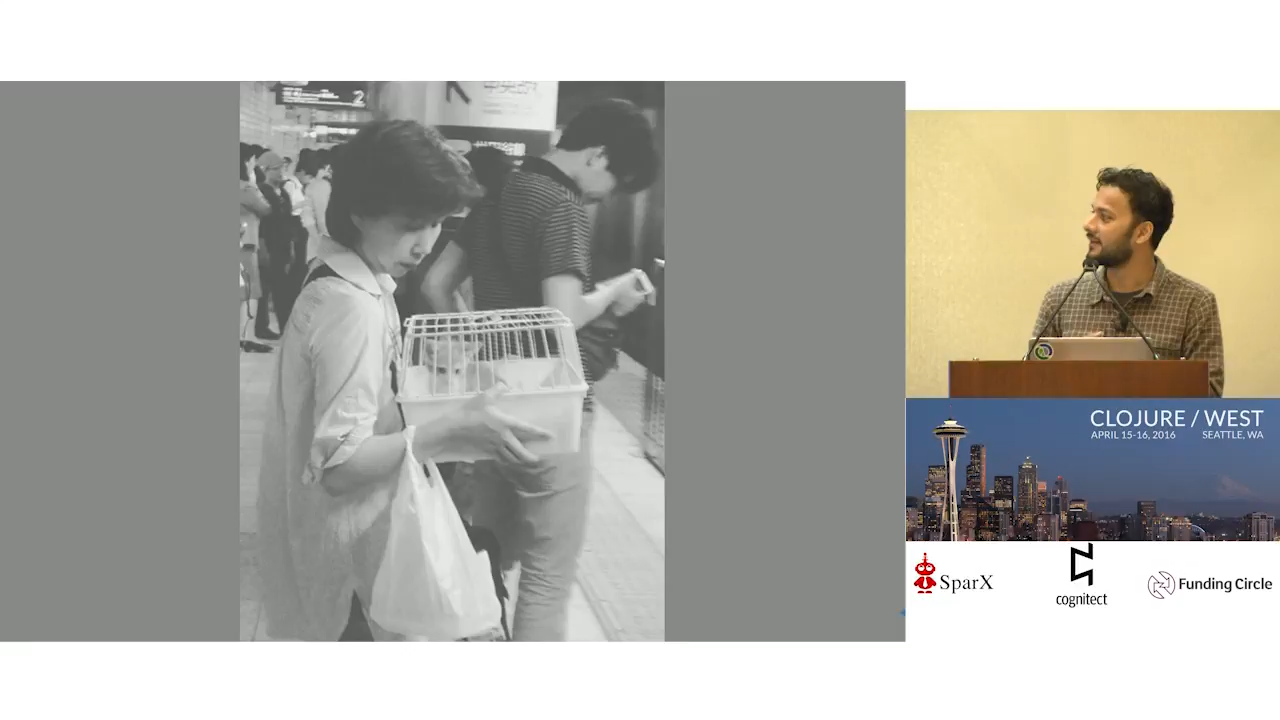 2
CLOJURE / WEST
APRIL 15-16, 2016
SEATTLE, WA
SparX
cognitect
Funding Circle